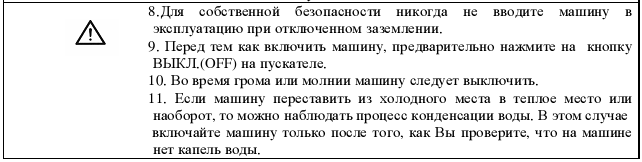 8.Для собственной безопасности никогда не вводите машину в
эксплуатацию при отключенном заземлении.
9. Перед тем как включить машину, предварительно нажмите на кнопку
ВЫКЛ.(OFF) на пускателе.
10. Во время грома или молнии машину следует выключить.
11. Если машину переставить из холодного места в теплое место или
наоборот, то можно наблюдать процесс конденсации воды. В этом случае
включайте машину только после того, как Вы проверите, что на машине
нет капель воды.